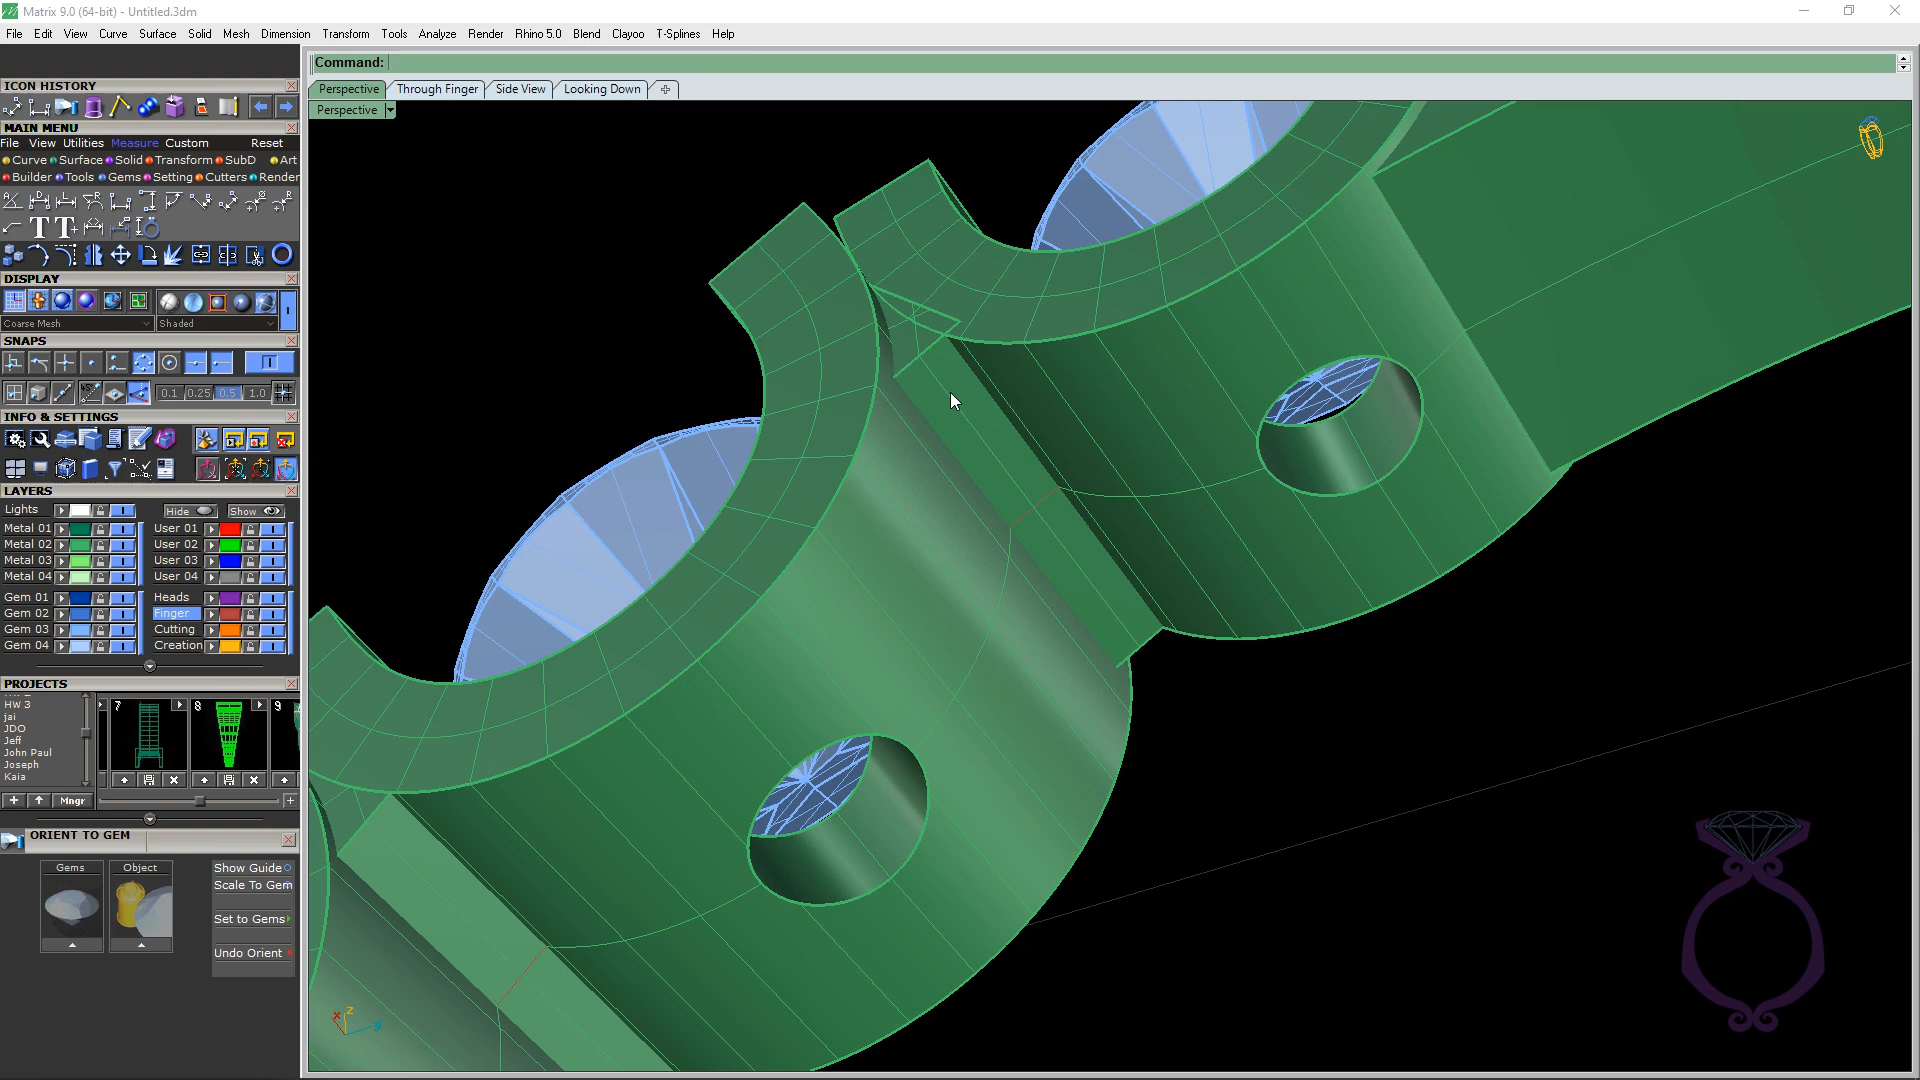 Matrix 9.0 (64-bit) - Untitled.3dm
File Edit View Curve Surface Solid Mesh Dimension Transform Tools Analyze Render Rhino 5.0 Blend Clayoo T-Splines Help
Command:
Perspective Through Finger Side View Looking Down
Perspective
ICON HISTORY
MAIN MENU
File View Utilities Measure Custom Reset
Curve Surface Solid Transform SubD Art
Builder Tools Gems Setting Cutters Render
DISPLAY
Coarse Mesh Shaded
SNAPS
0.1 0.25 0.5 1.0
INFO & SETTINGS
LAYERS
Lights Hide Show
Metal 01 User 01
Metal 02 User 02
Metal 03 User 03
Metal 04 User 04
Gem 01 Heads
Gem 02 Finger
Gem 03 Cutting
Gem 04 Creation
PROJECTS
HW 3
jai
JDO
Jeff
John Paul
Joseph
Kaia
7 8 9
Mngr
ORIENT TO GEM
Gems Object
Show Guide
Scale To Gem
Set to Gems
Undo Orient
x z y